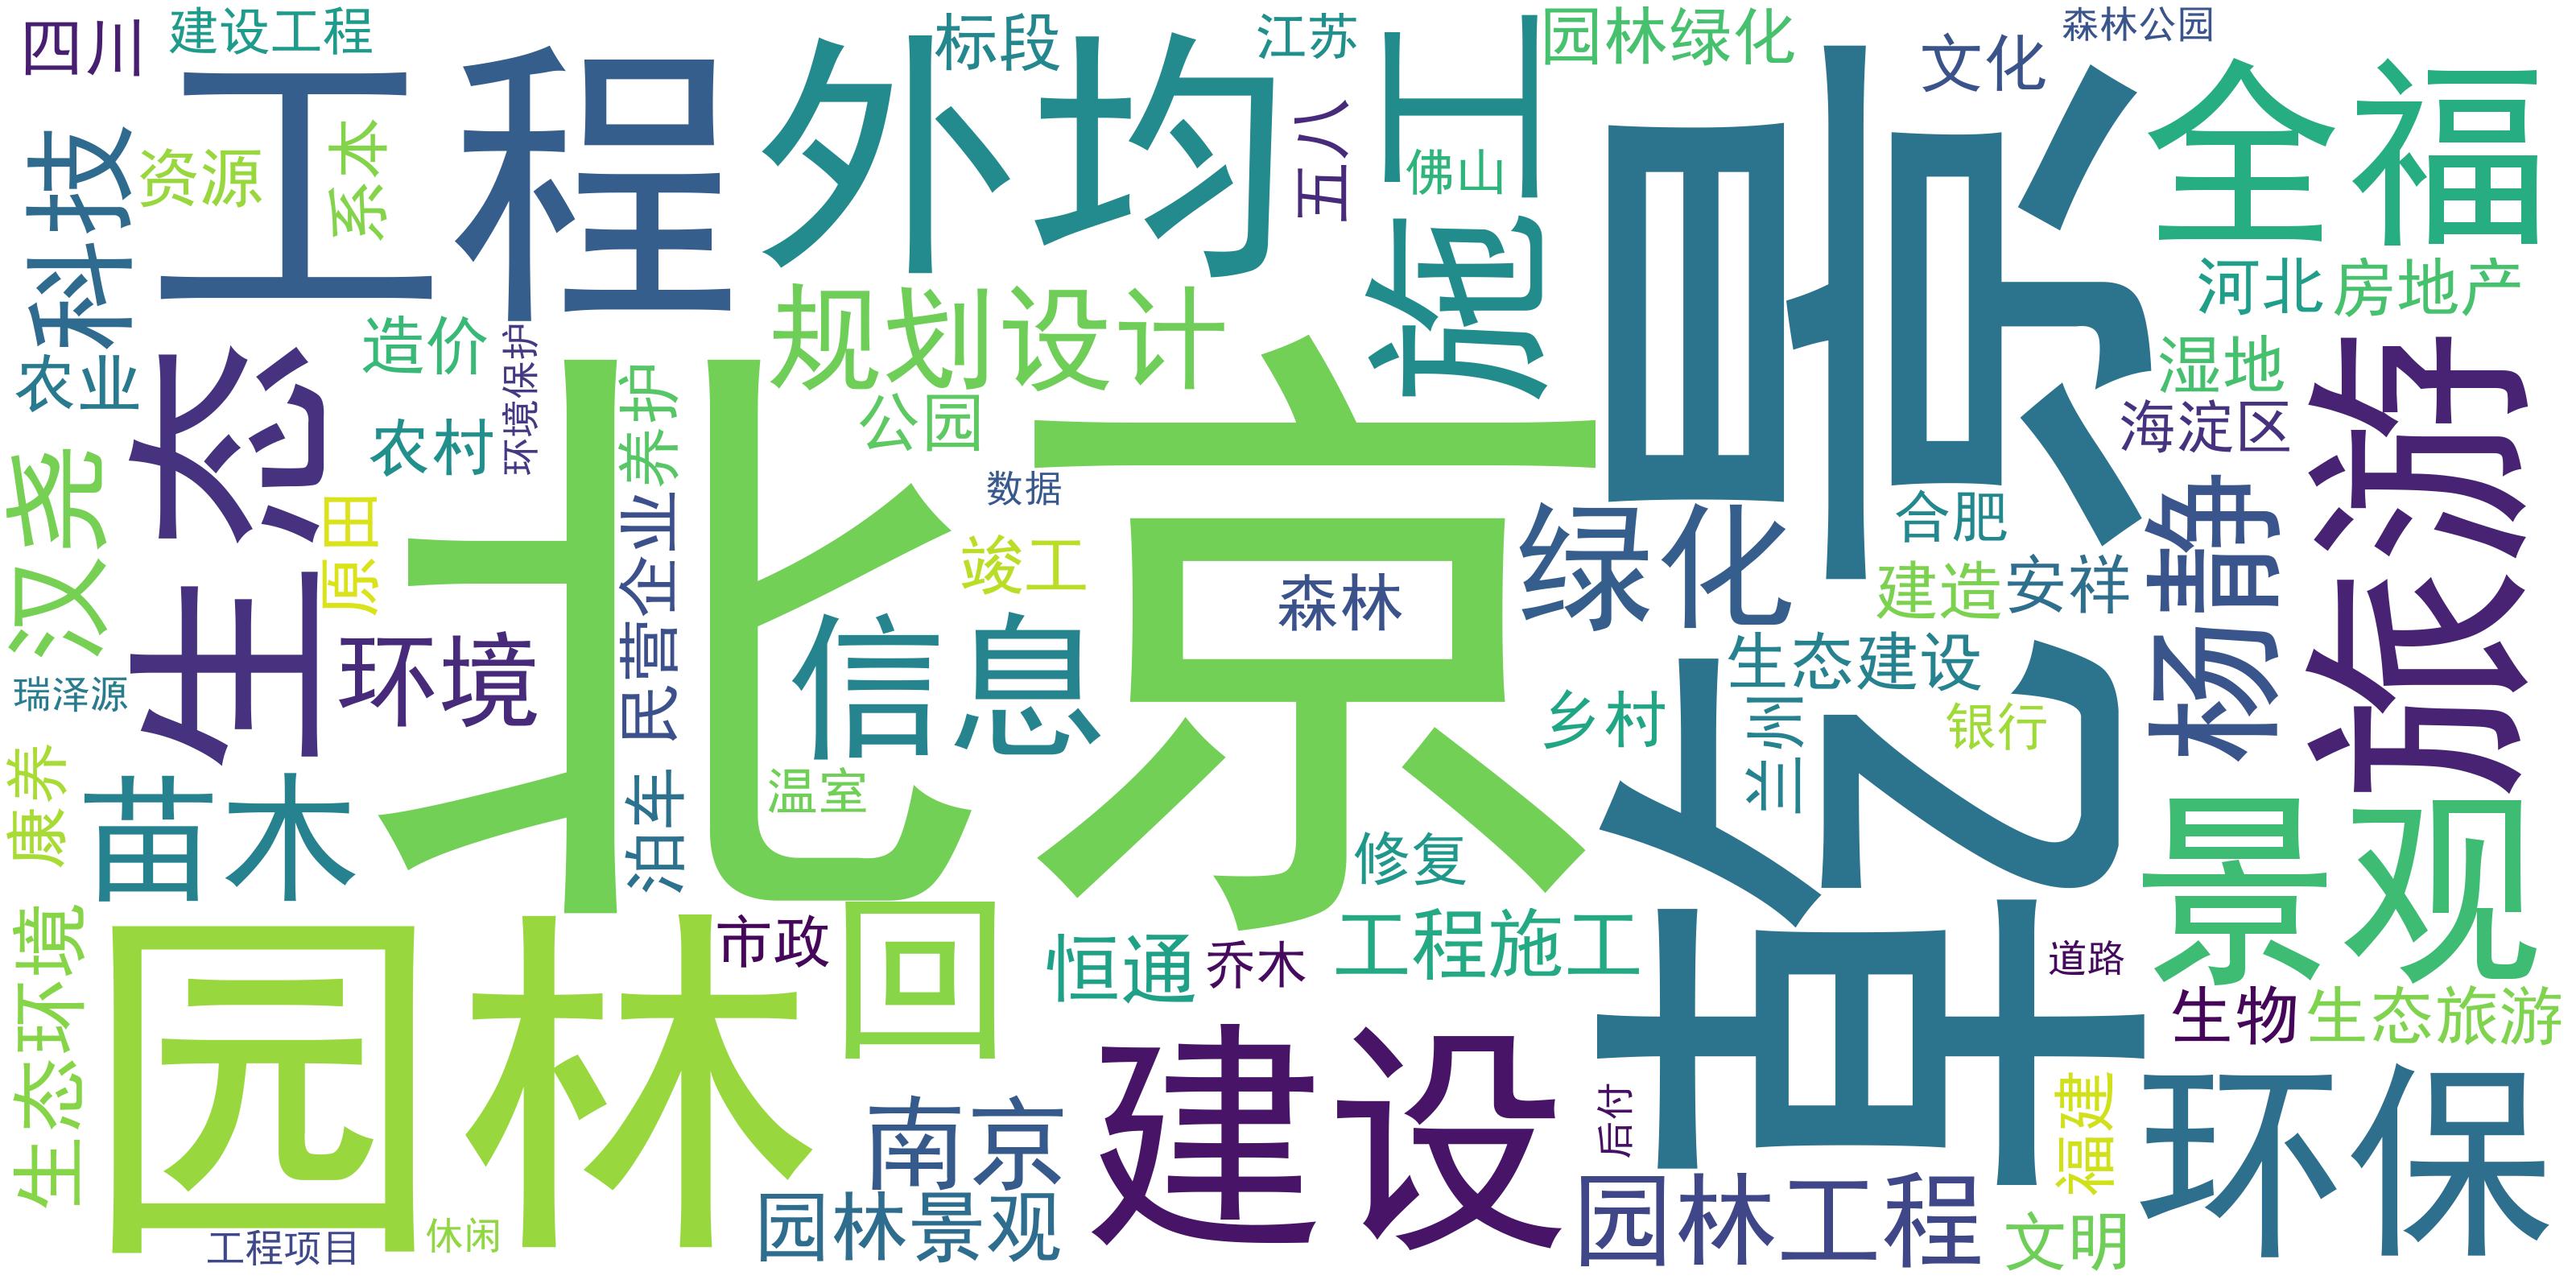 四川
建设工程
标段
江苏
园林绿化
文化
森林公园
工程
外均
施工
乾景
全福
科技
资源
系本
五八
佛山
规划设计
河北
房地产
农业
造价
环境保护
养护
公园
湿地
海淀区
旅游
生态
农村
汉尧
原田
北京
数据
竣工
森林
绿化
合肥
建造
安祥
杨静
瑞泽源
环境
民营企业
信息
生态建设
乡村
兰州
银行
康养
苗木
泊车
温室
修复
景观
生态环境
园林
市政
回
恒通
乔木
工程施工
道路
生物
生态旅游
建设
南京
后付
福建
环保
园林景观
园林工程
文明
工程项目
休闲